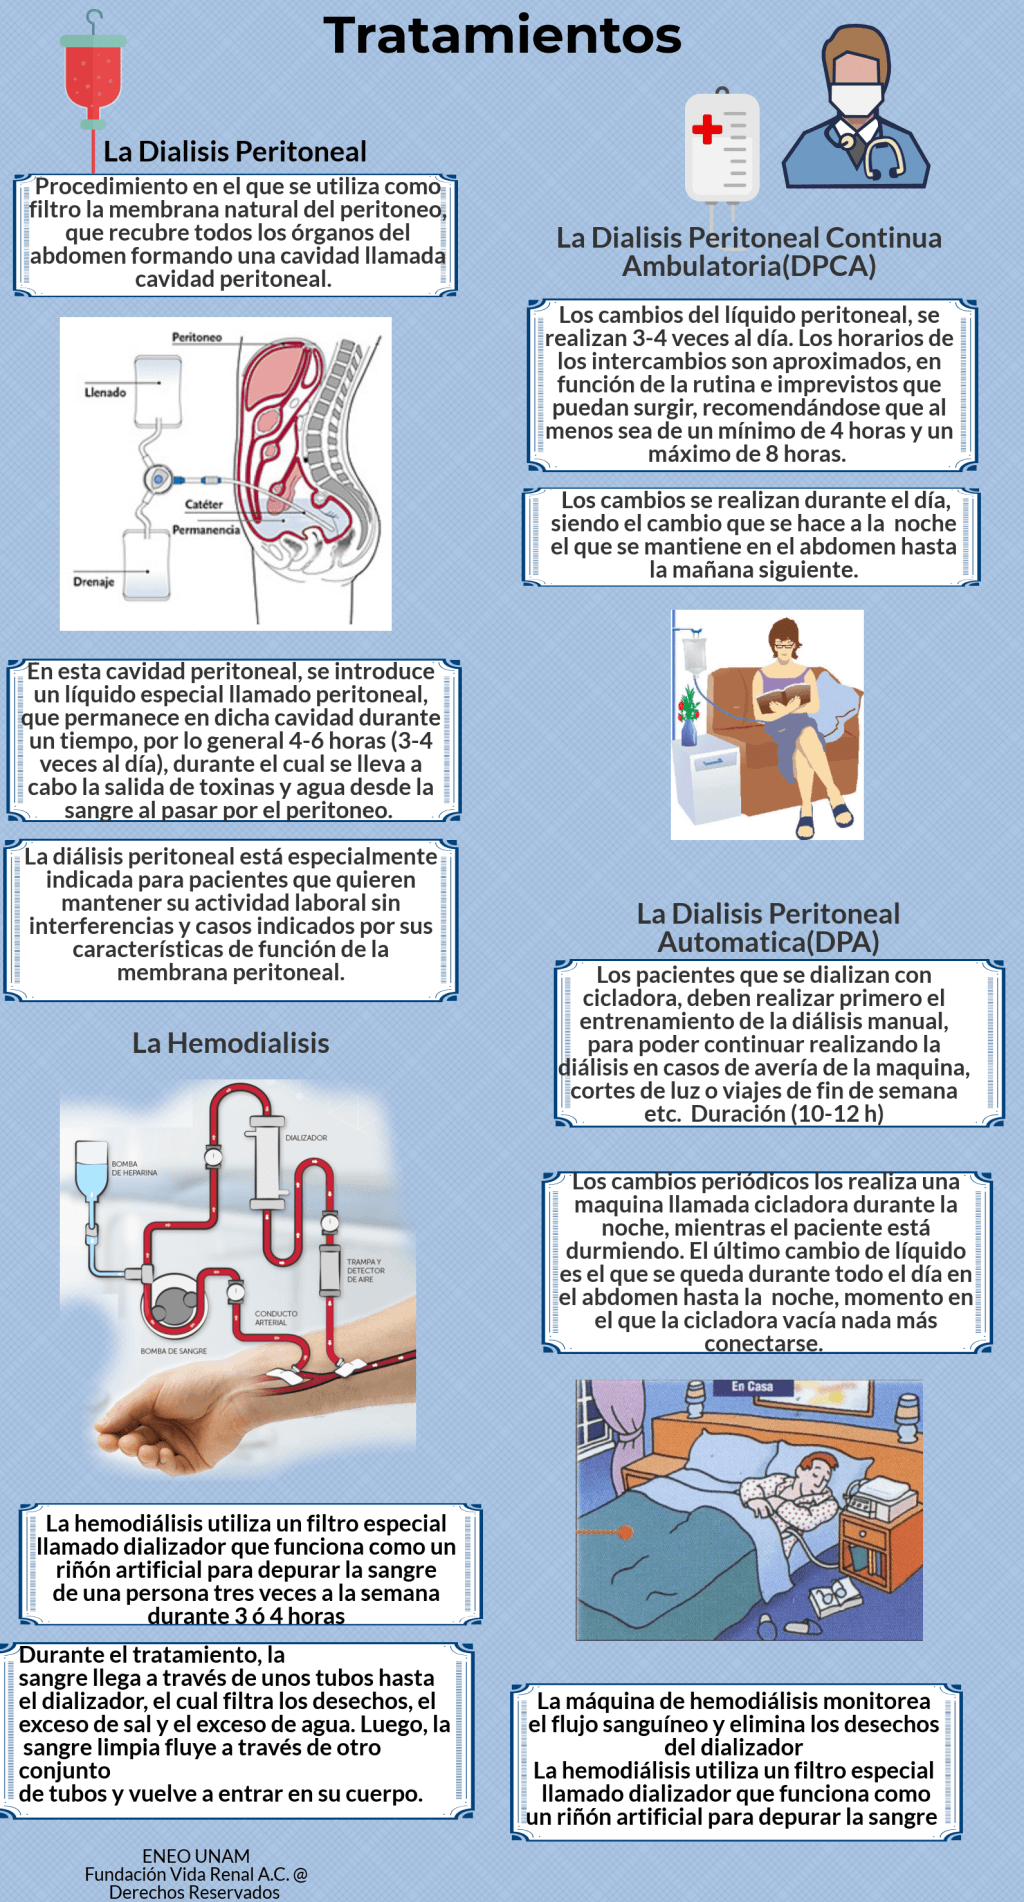 Tratamientos
La Dialisis Peritoneal
Procedimiento en el que se utiliza como
filtro la membrana natural del peritoneo,
que recubre todos los órganos del
abdomen formando una cavidad llamada
cavidad peritoneal.
Peritoneo
Llenado
Catéter
Permanencia
Drenaje
En esta cavidad peritoneal, se introduce
un líquido especial llamado peritoneal,
que permanece en dicha cavidad durante
un tiempo, por lo general 4-6 horas (3-4
veces al día), durante el cual se lleva a
cabo la salida de toxinas y agua desde la
sangre al pasar por el peritoneo.
La diálisis peritoneal está especialmente
indicada para pacientes que quieren
mantener su actividad laboral sin
interferencias y casos indicados por sus
características de función de la
membrana peritoneal.
La Hemodialisis
DIALIZADOR
BOMBA
DE HEPARINA
TRAMPA Y
DETECTOR
DE AIRE
CONDUCTO
ARTERIAL
BOMBA DE SANGRE
La hemodiálisis utiliza un filtro especial
llamado dializador que funciona como un
riñón artificial para depurar la sangre
de una persona tres veces a la semana
durante 3 ó 4 horas
Durante el tratamiento, la
sangre llega a través de unos tubos hasta
el dializador, el cual filtra los desechos, el
exceso de sal y el exceso de agua. Luego, la
sangre limpia fluye a través de otro
conjunto
de tubos y vuelve a entrar en su cuerpo.
ENEO UNAM
Fundación Vida Renal A.C. @
Derechos Reservados
La Dialisis Peritoneal Continua
Ambulatoria(DPCA)
Los cambios del líquido peritoneal, se
realizan 3-4 veces al día. Los horarios de
los intercambios son aproximados, en
función de la rutina e imprevistos que
puedan surgir, recomendándose que al
menos sea de un mínimo de 4 horas y un
máximo de 8 horas.
Los cambios se realizan durante el día,
siendo el cambio que se hace a la noche
el que se mantiene en el abdomen hasta
la mañana siguiente.
La Dialisis Peritoneal
Automatica(DPA)
Los pacientes que se dializan con
cicladora, deben realizar primero el
entrenamiento de la diálisis manual,
para poder continuar realizando la
diálisis en casos de avería de la maquina,
cortes de luz o viajes de fin de semana
etc. Duración (10-12 h)
Los cambios periódicos los realiza una
maquina llamada cicladora durante la
noche, mientras el paciente está
durmiendo. El último cambio de líquido
es el que se queda durante todo el día en
el abdomen hasta la noche, momento en
el que la cicladora vacía nada más
conectarse.
En Casa
La máquina de hemodiálisis monitorea
el flujo sanguíneo y elimina los desechos
del dializador
La hemodiálisis utiliza un filtro especial
llamado dializador que funciona como
un riñón artificial para depurar la sangre